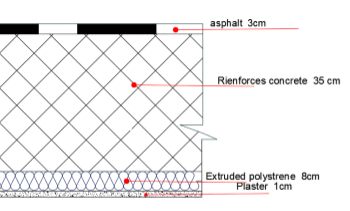 asphalt 3cm
Rienforces concrete 35 cm
Extruded polystrene 8cm
Plaster 1cm